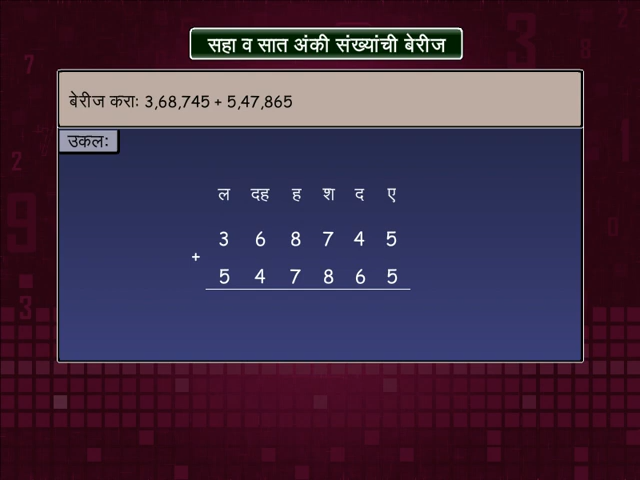 सहा व सात अंकी संख्यांची बेरीज
बेरीज कराः 3,68,745 + 5,47,865
उकलः
ल दह ह श द ए
3 6 8 7 4 5
+
5 4 7 8 6 5